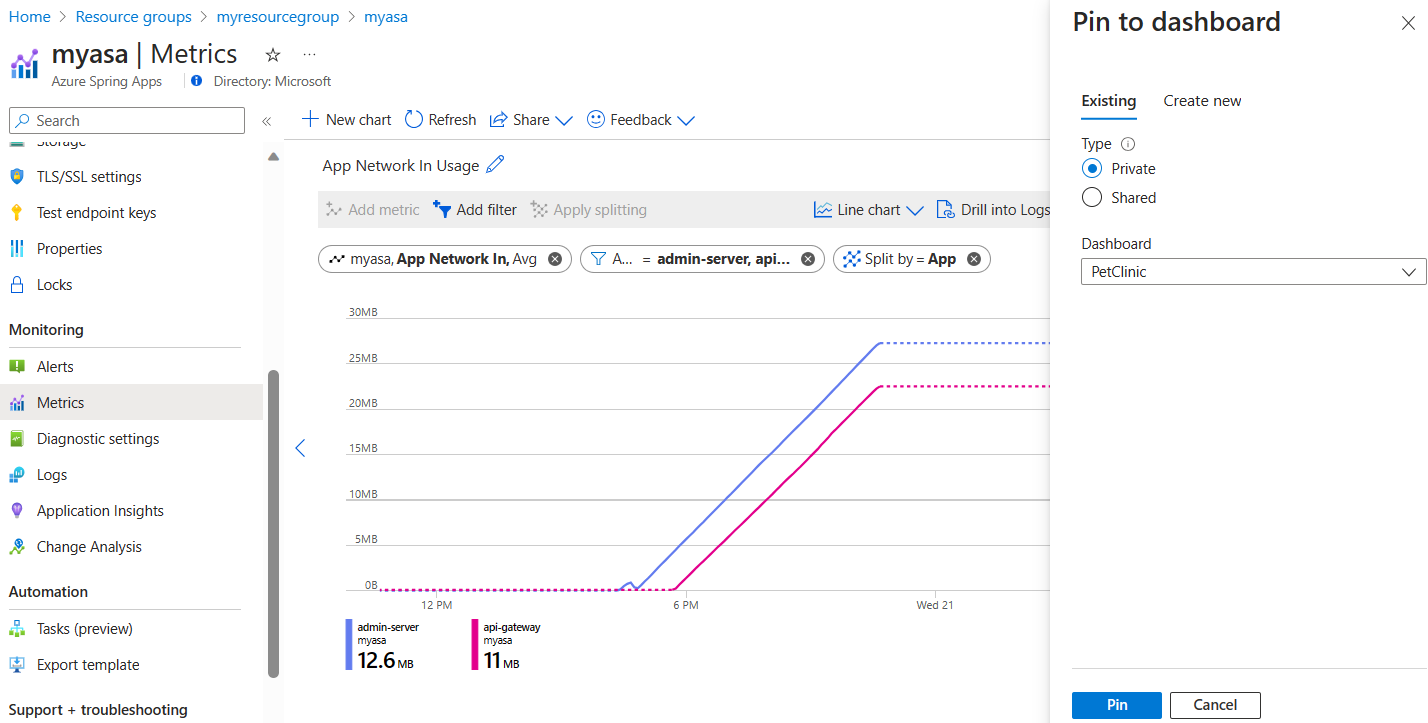 Home > Resource groups > myresourcegroup > myasa
myasa | Metrics ...
Azure Spring Apps
Directory: Microsoft
Search
«
Storage
TLS/SSL settings
Test endpoint keys
Properties
Locks
Monitoring
Alerts
Metrics
Diagnostic settings
Logs
Application Insights
Change Analysis
Automation
Tasks (preview)
Export template
Support + troubleshooting
New chart
Refresh
Share
Feedback
App Network In Usage
Add metric
Add filter
Apply splitting
Line chart
Drill into Logs
myasa, App Network In, Avg
A... = admin-server, api...
Split by = App
30MB
25MB
20MB
15MB
10MB
5MB
0B
12 PM
6 PM
Wed 21
admin-server
myasa
12.6 MB
api-gateway
myasa
11 MB
Pin to dashboard
Existing
Create new
Type
Private
Shared
Dashboard
PetClinic
Pin
Cancel